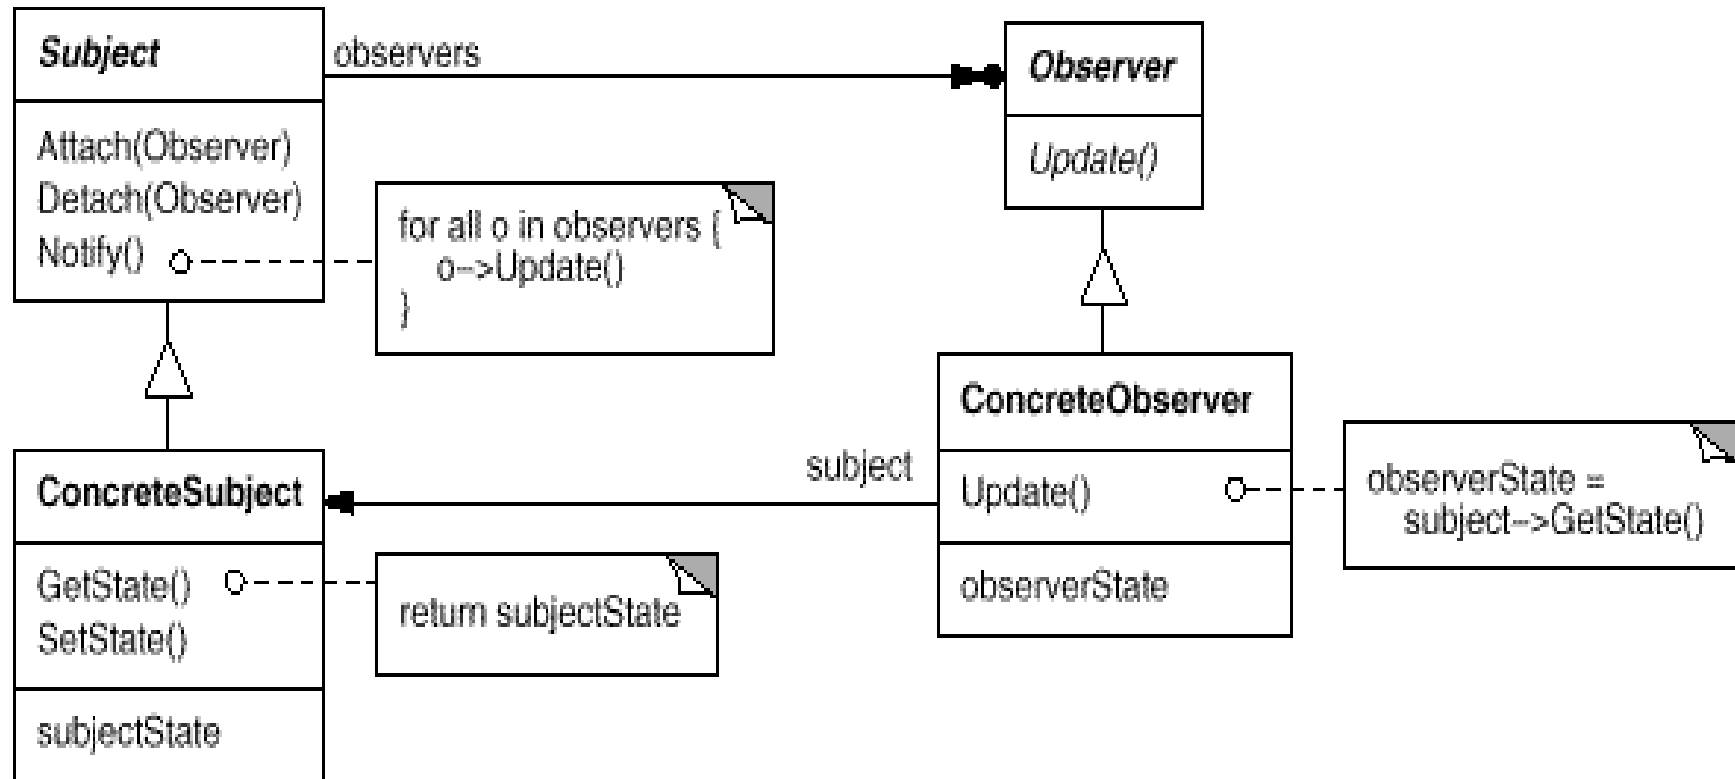 Subject
observers
Attach(Observer)
Detach(Observer)
Notify()
for all o in observers {
o-->Update()
}
Observer
Update()
ConcreteSubject
GetState()
SetState()
subjectState
return subjectState
subject
ConcreteObserver
Update()
observerState
observerState =
subject-->GetState()